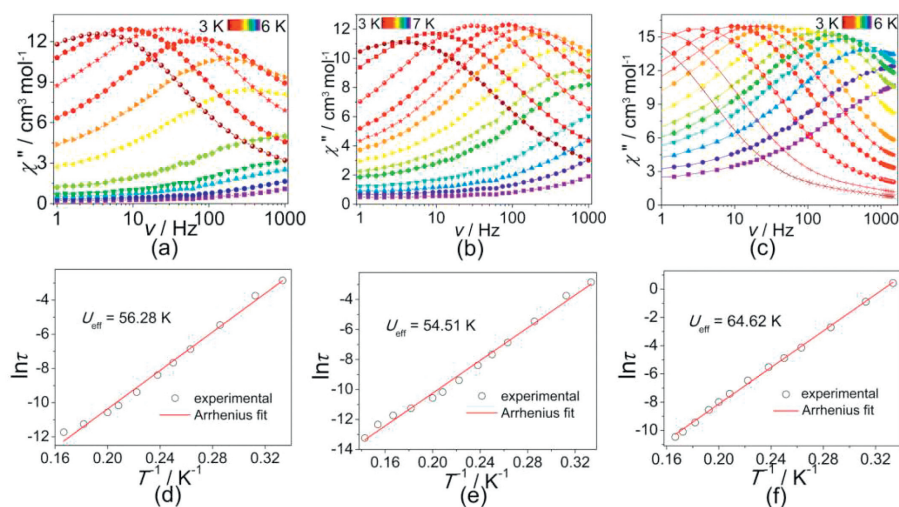 3 K 6 K
χ" / cm³ mol⁻¹
12
9
6
3
0
1 10 100 1000
ν / Hz
(a)
3 K 7 K
χ" / cm³ mol⁻¹
12
10
8
6
4
2
0
1 10 100 1000
ν / Hz
(b)
3 K 6 K
χ" / cm³ mol⁻¹
15
12
9
6
3
0
1 10 100 1000
ν / Hz
(c)
lnτ
-4
-6
-8
-10
-12
Ueff = 56.28 K
experimental
Arrhenius fit
0.16 0.20 0.24 0.28 0.32
T⁻¹ / K⁻¹
(d)
lnτ
-4
-6
-8
-10
-12
-14
Ueff = 54.51 K
experimental
Arrhenius fit
0.16 0.20 0.24 0.28 0.32
T⁻¹ / K⁻¹
(e)
lnτ
0
-2
-4
-6
-8
-10
Ueff = 64.62 K
experimental
Arrhenius fit
0.16 0.20 0.24 0.28 0.32
T⁻¹ / K⁻¹
(f)